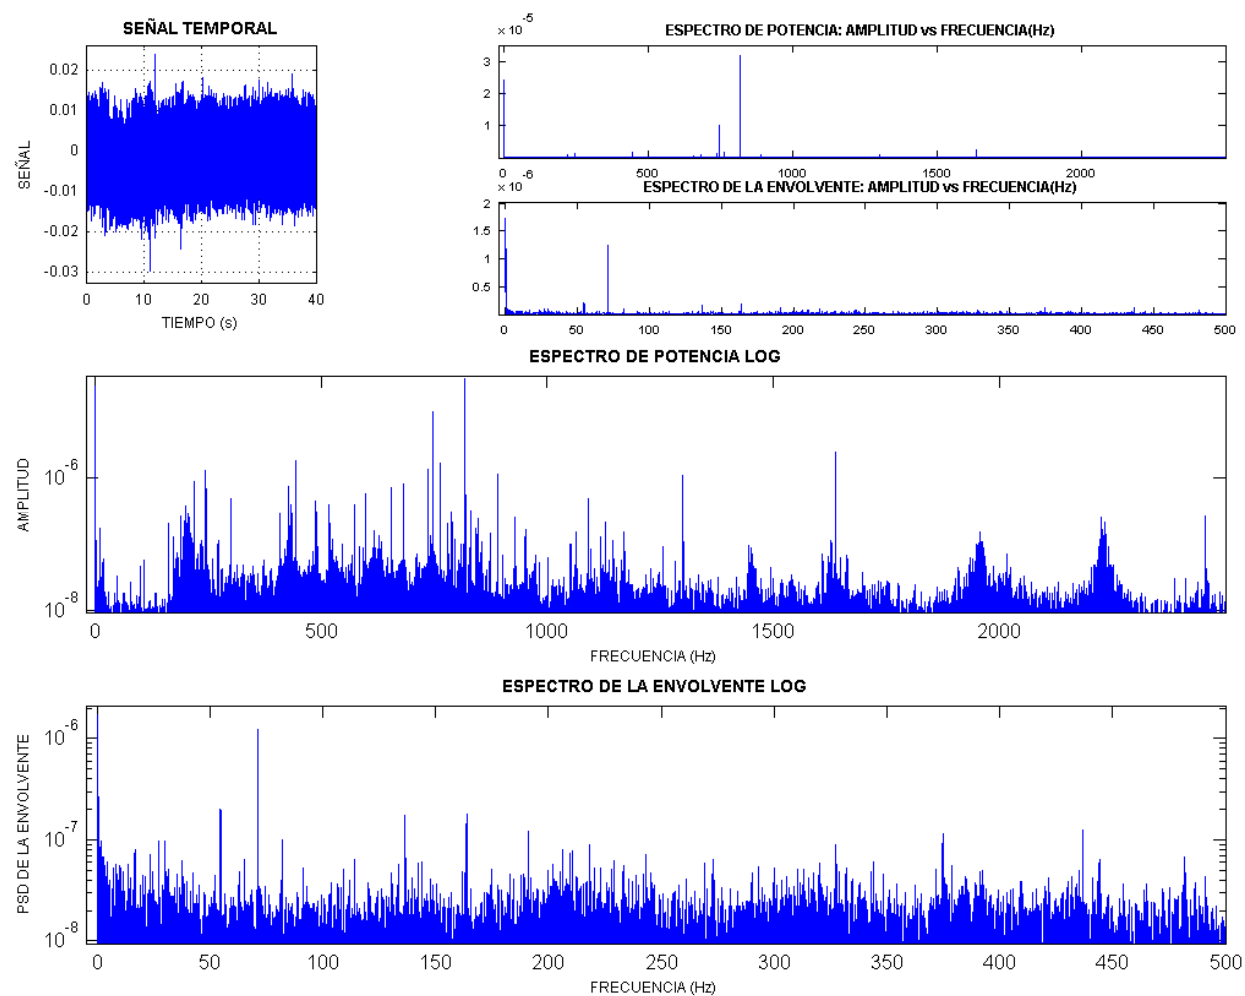 SEÑAL TEMPORAL
0.02
0.01
0
-0.01
-0.02
-0.03
SEÑAL
0 10 20 30 40
TIEMPO (s)
× 10 -5
ESPECTRO DE POTENCIA: AMPLITUD vs FRECUENCIA(Hz)
3
2
1
0 500 1000 1500 2000
× 10 -6
ESPECTRO DE LA ENVOLVENTE: AMPLITUD vs FRECUENCIA(Hz)
2
1.5
1
0.5
0 50 100 150 200 250 300 350 400 450 500
ESPECTRO DE POTENCIA LOG
AMPLITUD
10-6
10-8
0 500 1000 1500 2000
FRECUENCIA (Hz)
ESPECTRO DE LA ENVOLVENTE LOG
PSD DE LA ENVOLVENTE
10-6
10-7
10-8
0 50 100 150 200 250 300 350 400 450 500
FRECUENCIA (Hz)